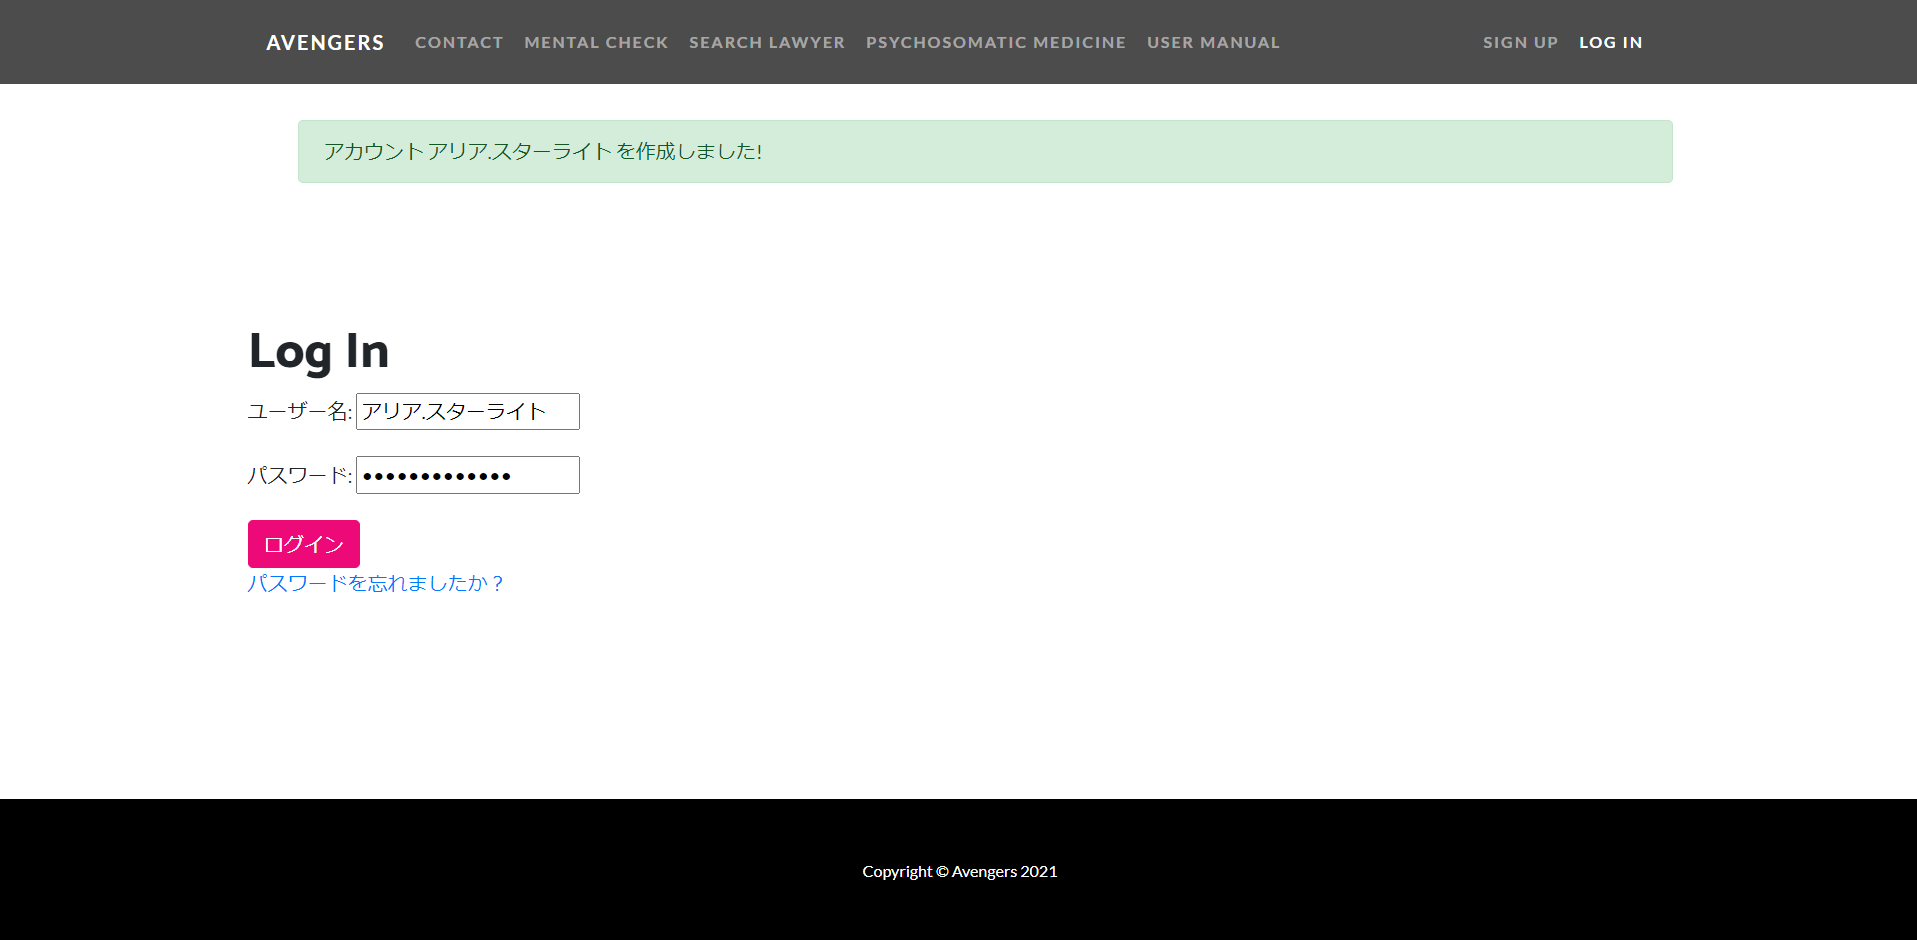 AVENGERS CONTACT MENTAL CHECK SEARCH LAWYER PSYCHOSOMATIC MEDICINE USER MANUAL SIGN UP LOG IN
アカウント アリア.スターライト を作成しました!
Log In
ユーザー名: アリア.スターライト
パスワード: •••••••••••••
ログイン
パスワードを忘れましたか？
Copyright © Avengers 2021